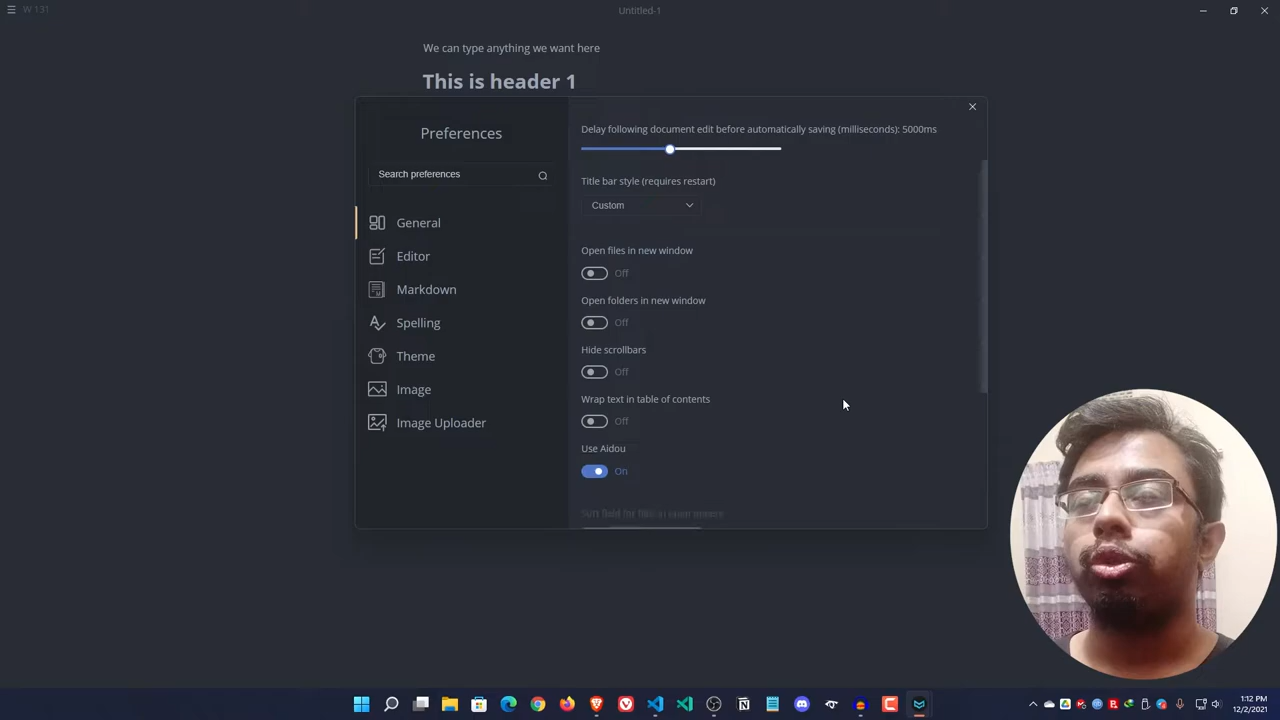 W 131
Untitled-1
We can type anything we want here
This is header 1
Preferences
Search preferences
General
Editor
Markdown
Spelling
Theme
Image
Image Uploader
Delay following document edit before automatically saving (milliseconds): 5000ms
Title bar style (requires restart)
Custom
Open files in new window
Off
Open folders in new window
Off
Hide scrollbars
Off
Wrap text in table of contents
Off
Use Aidou
On
1:12 PM
12/2/2021